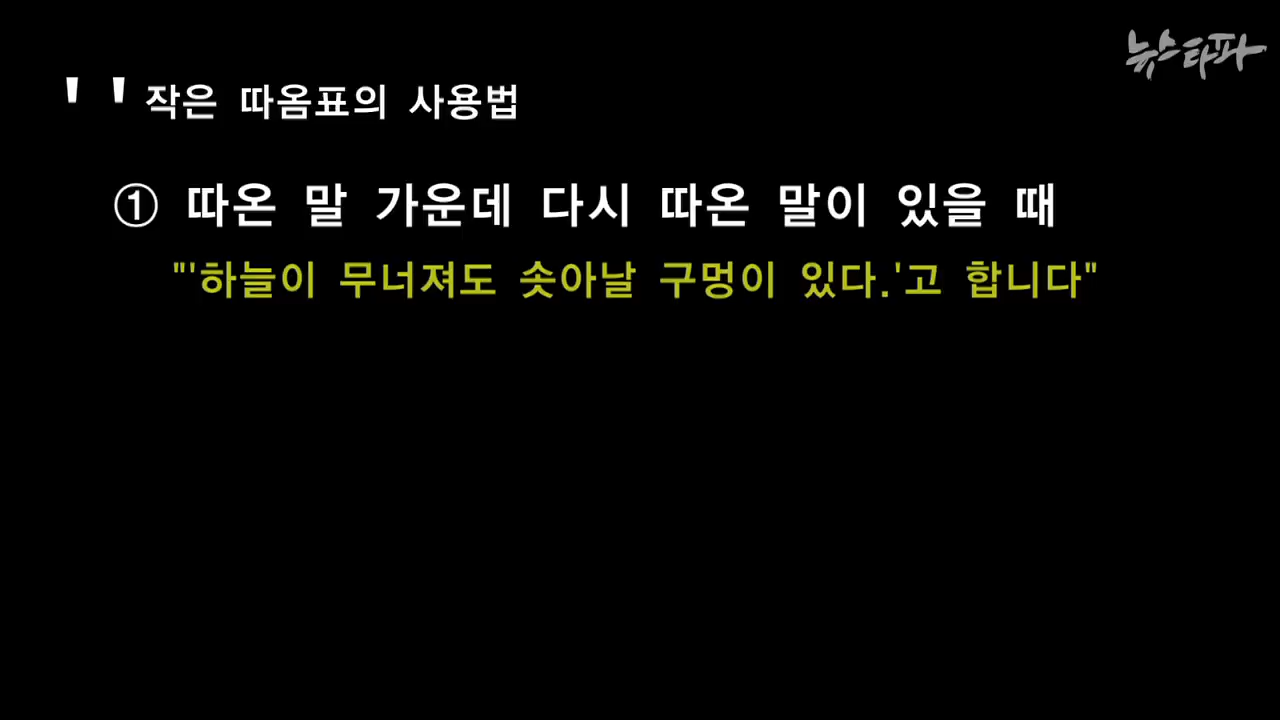 뉴스타파
' ' 작은 따옴표의 사용법
① 따온 말 가운데 다시 따온 말이 있을 때
"'하늘이 무너져도 솟아날 구멍이 있다.'고 합니다"